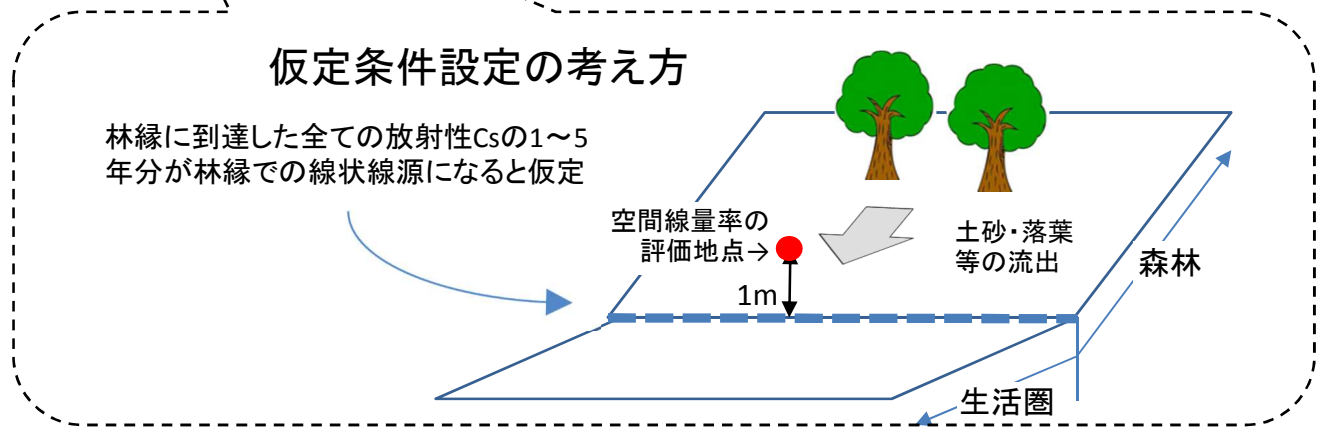 仮定条件設定の考え方
林縁に到達した全ての放射性Csの1～5
年分が林縁での線状線源になると仮定
空間線量率の
評価地点→
1m
土砂・落葉
等の流出
森林
生活圏